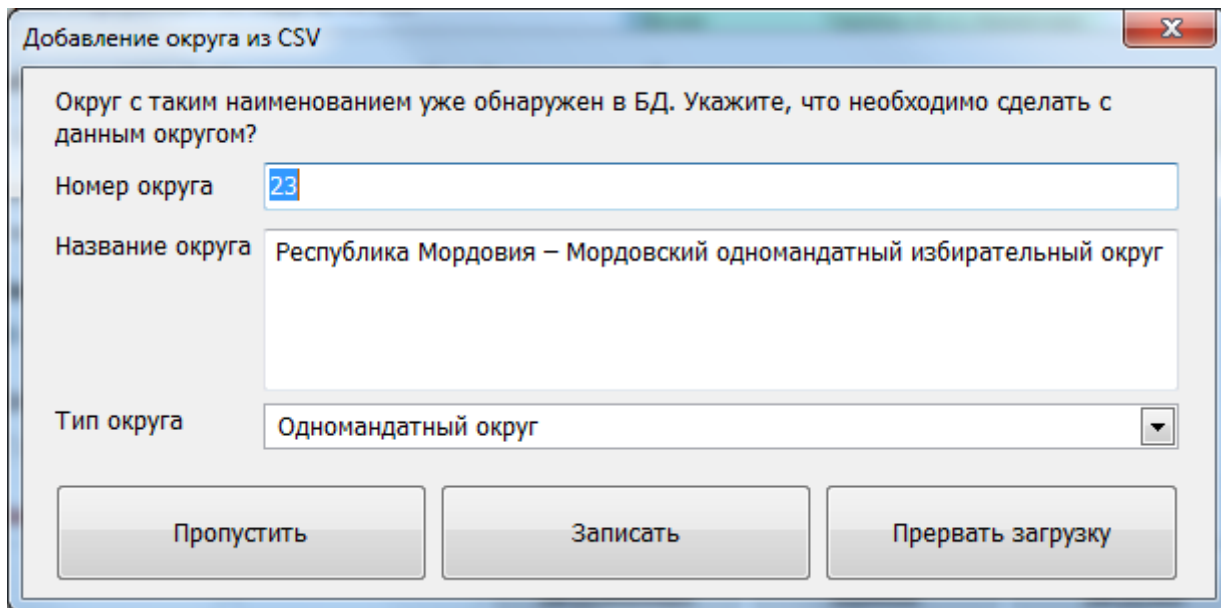 Добавление округа из CSV
Округ с таким наименованием уже обнаружен в БД. Укажите, что необходимо сделать с
данным округом?
Номер округа 23
Название округа Республика Мордовия – Мордовский одномандатный избирательный округ
Тип округа Одномандатный округ
Пропустить Записать Прервать загрузку